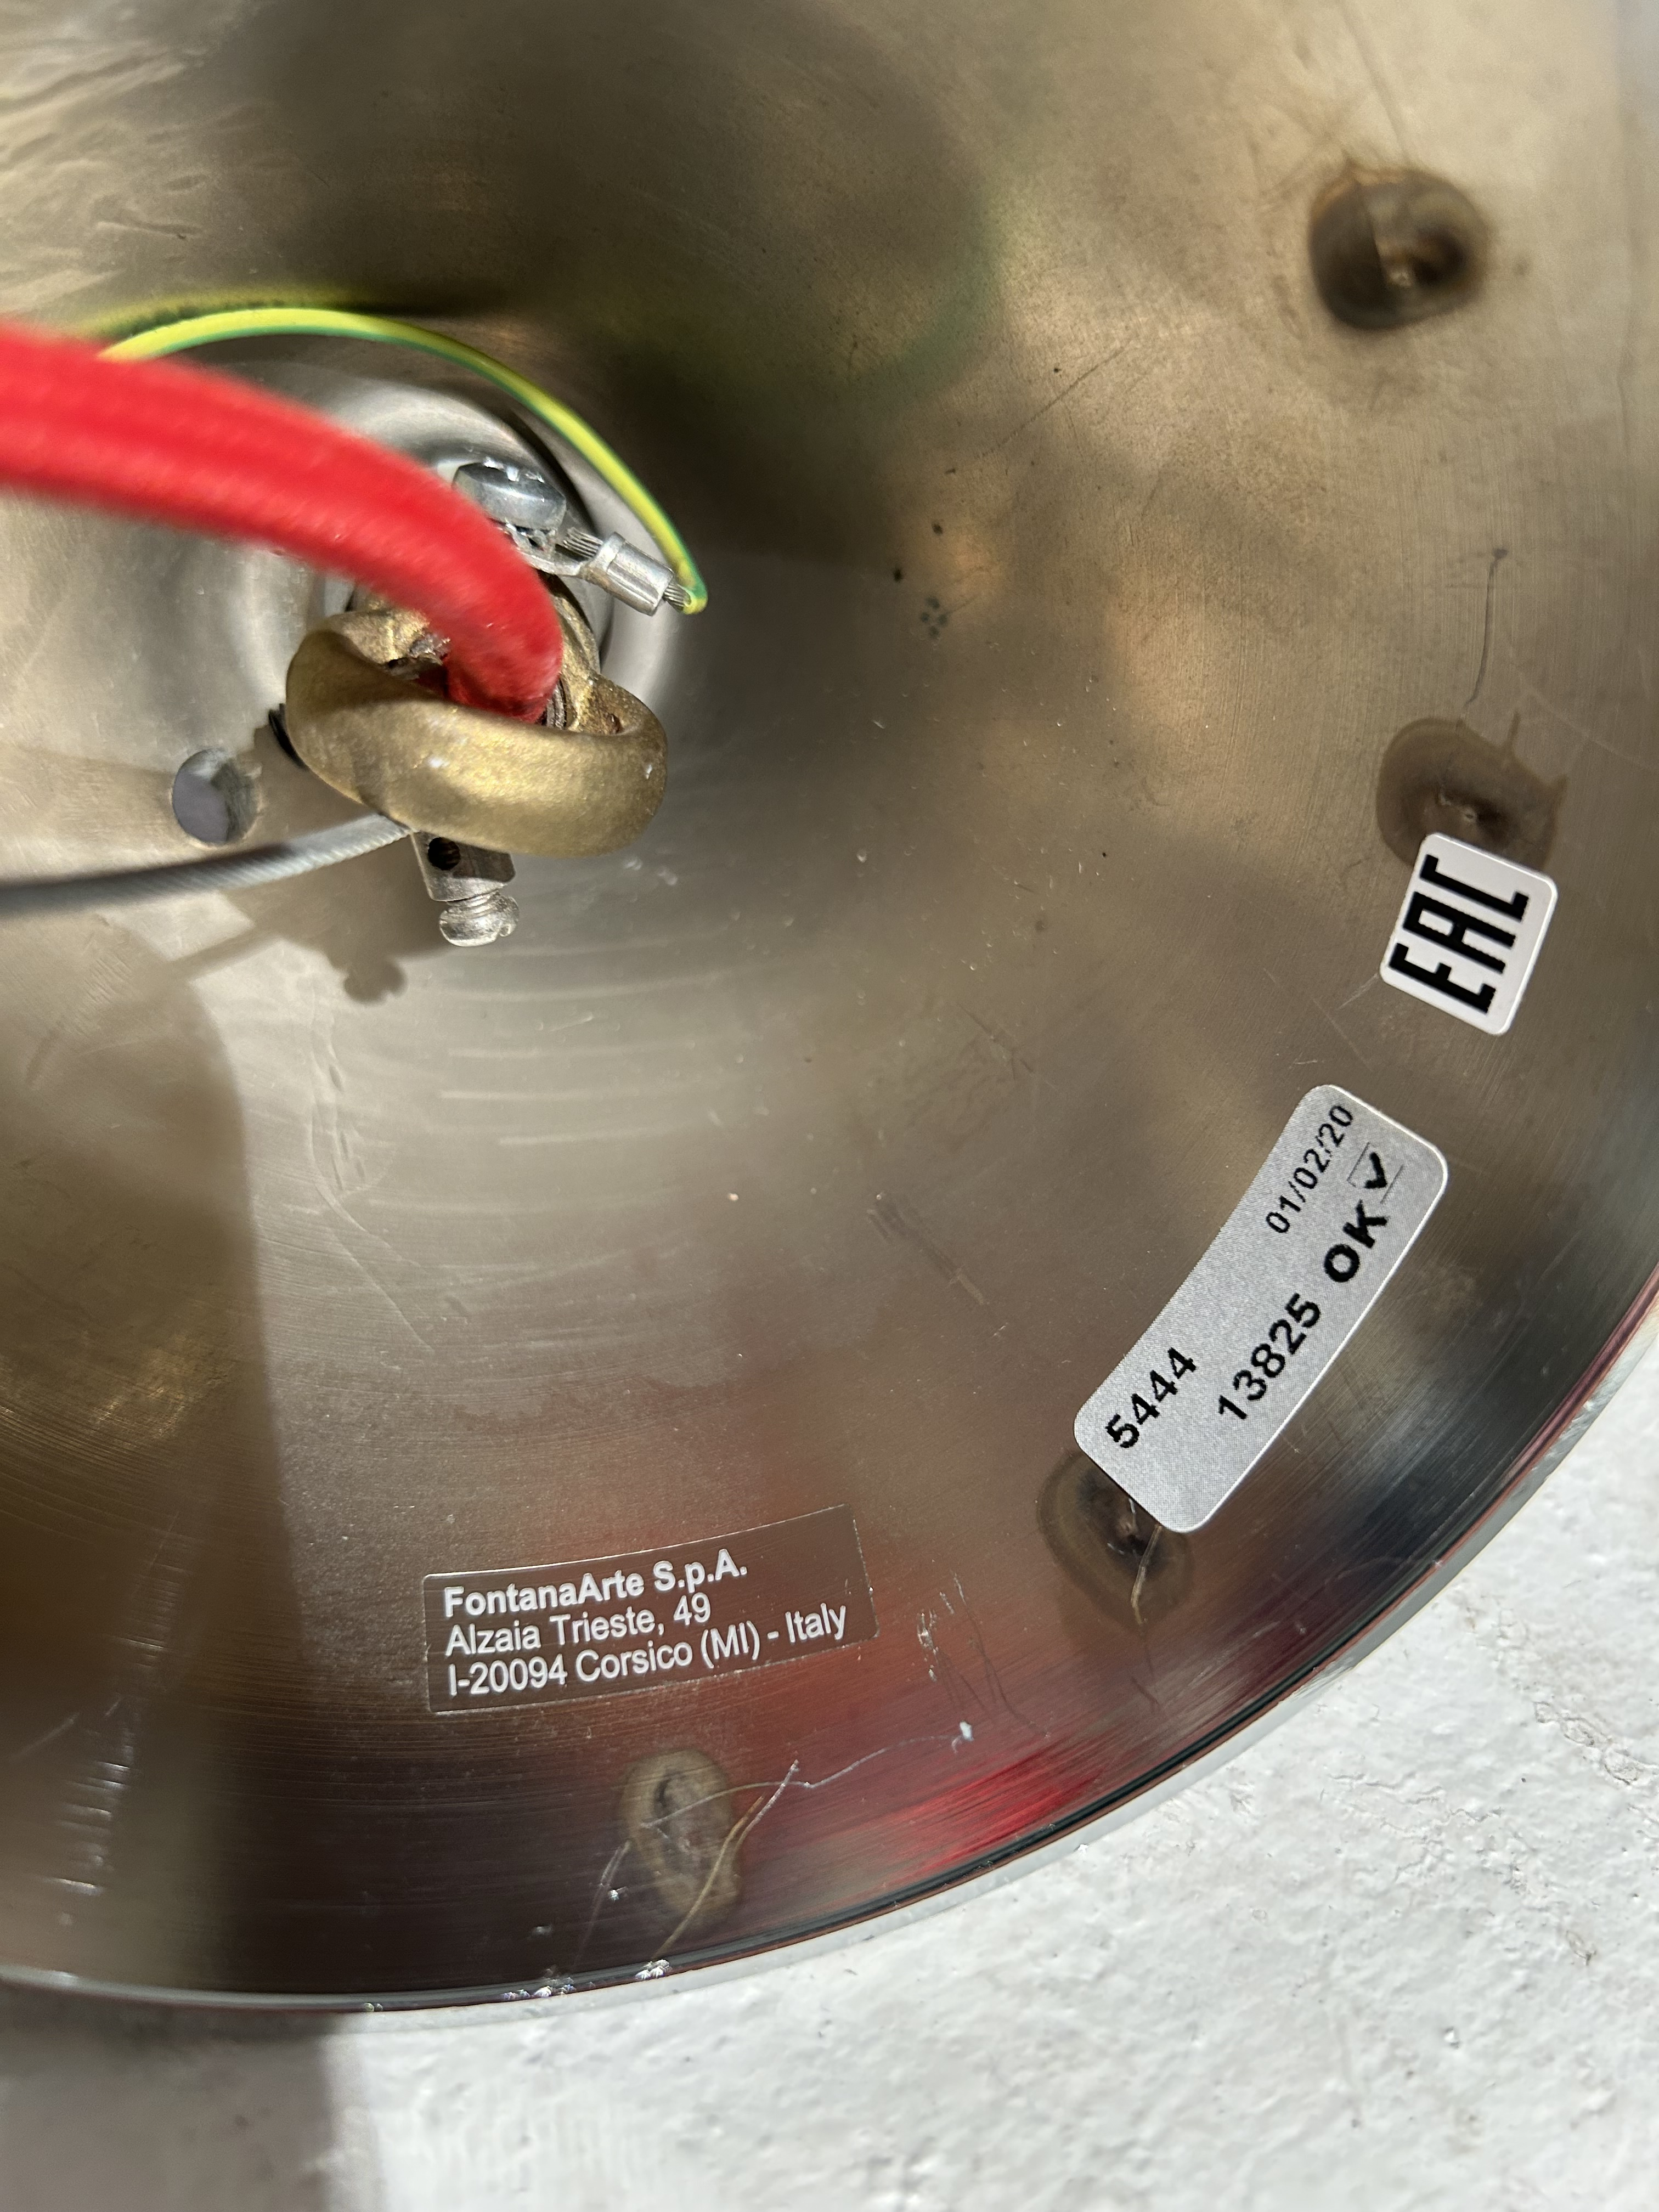 EAC
01/02/20
5444
13825 OK V
FontanaArte S.p.A.
Alzaia Trieste, 49
I-20094 Corsico (MI) - Italy